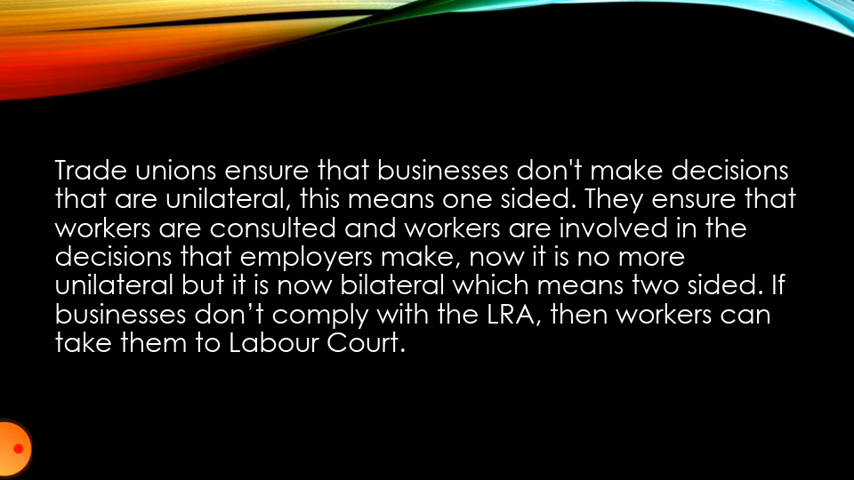 Trade unions ensure that businesses don't make decisions
that are unilateral, this means one sided. They ensure that
workers are consulted and workers are involved in the
decisions that employers make, now it is no more
unilateral but it is now bilateral which means two sided. If
businesses don’t comply with the LRA, then workers can
take them to Labour Court.